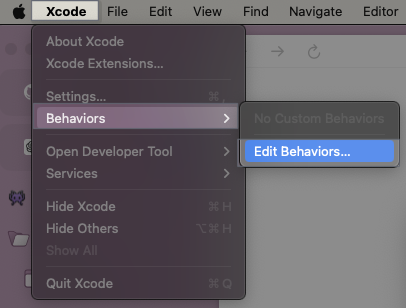 Xcode File Edit View Find Navigate Editor
About Xcode
Xcode Extensions...
Settings... ⌘,
Behaviors
No Custom Behaviors
Edit Behaviors...
Open Developer Tool
Services
Hide Xcode ⌘H
Hide Others ⌥⌘H
Show All
Quit Xcode ⌘Q